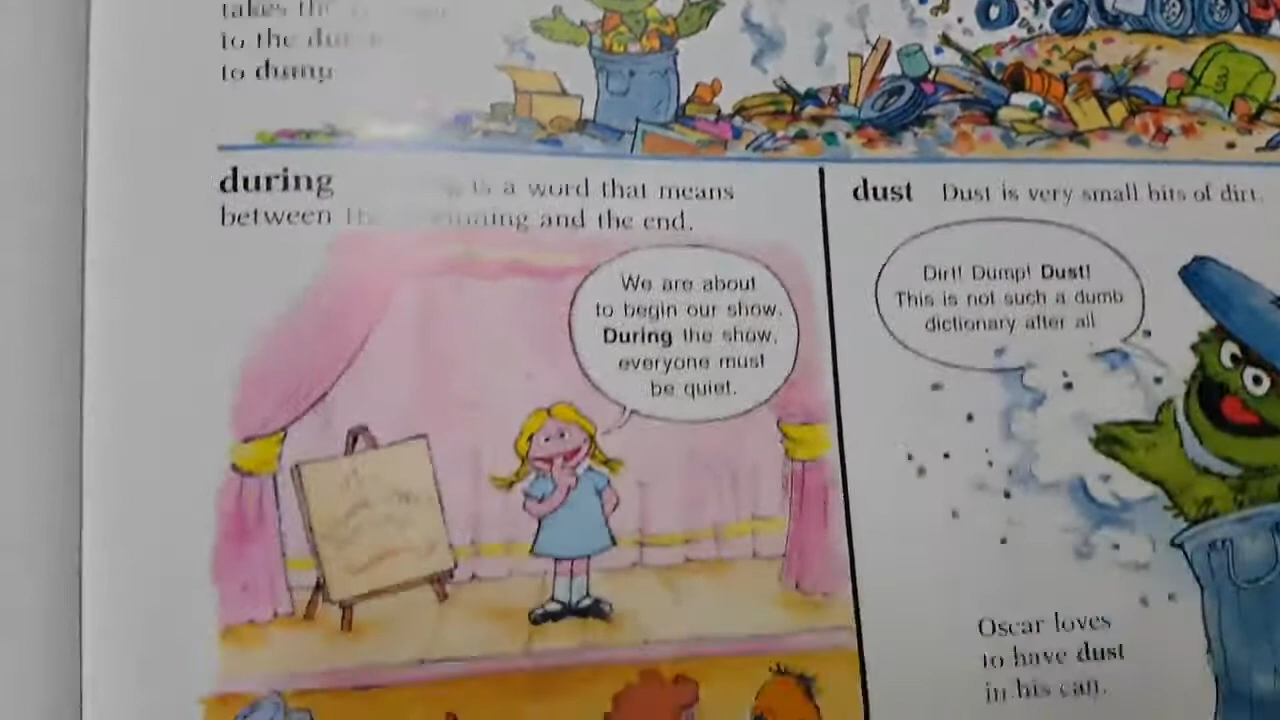 takes the
to the
to dump
during is a word that means
between and the end.
We are about
to begin our show.
During the show,
everyone must
be quiet.
dust Dust is very small bits of dirt.
Dirt! Dump! Dust!
This is not such a dumb
dictionary after all
Oscar loves
to have dust
in his can.